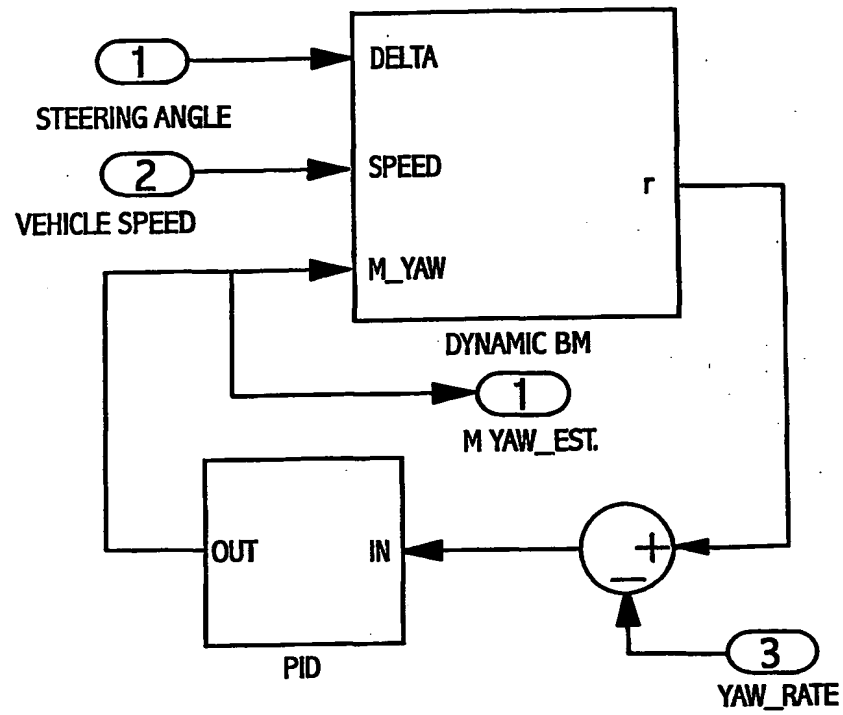 1
DELTA
STEERING ANGLE
2
SPEED
r
VEHICLE SPEED
M_YAW
DYNAMIC BM
1
M YAW_EST.
OUT
IN
+
−
PID
3
YAW_RATE